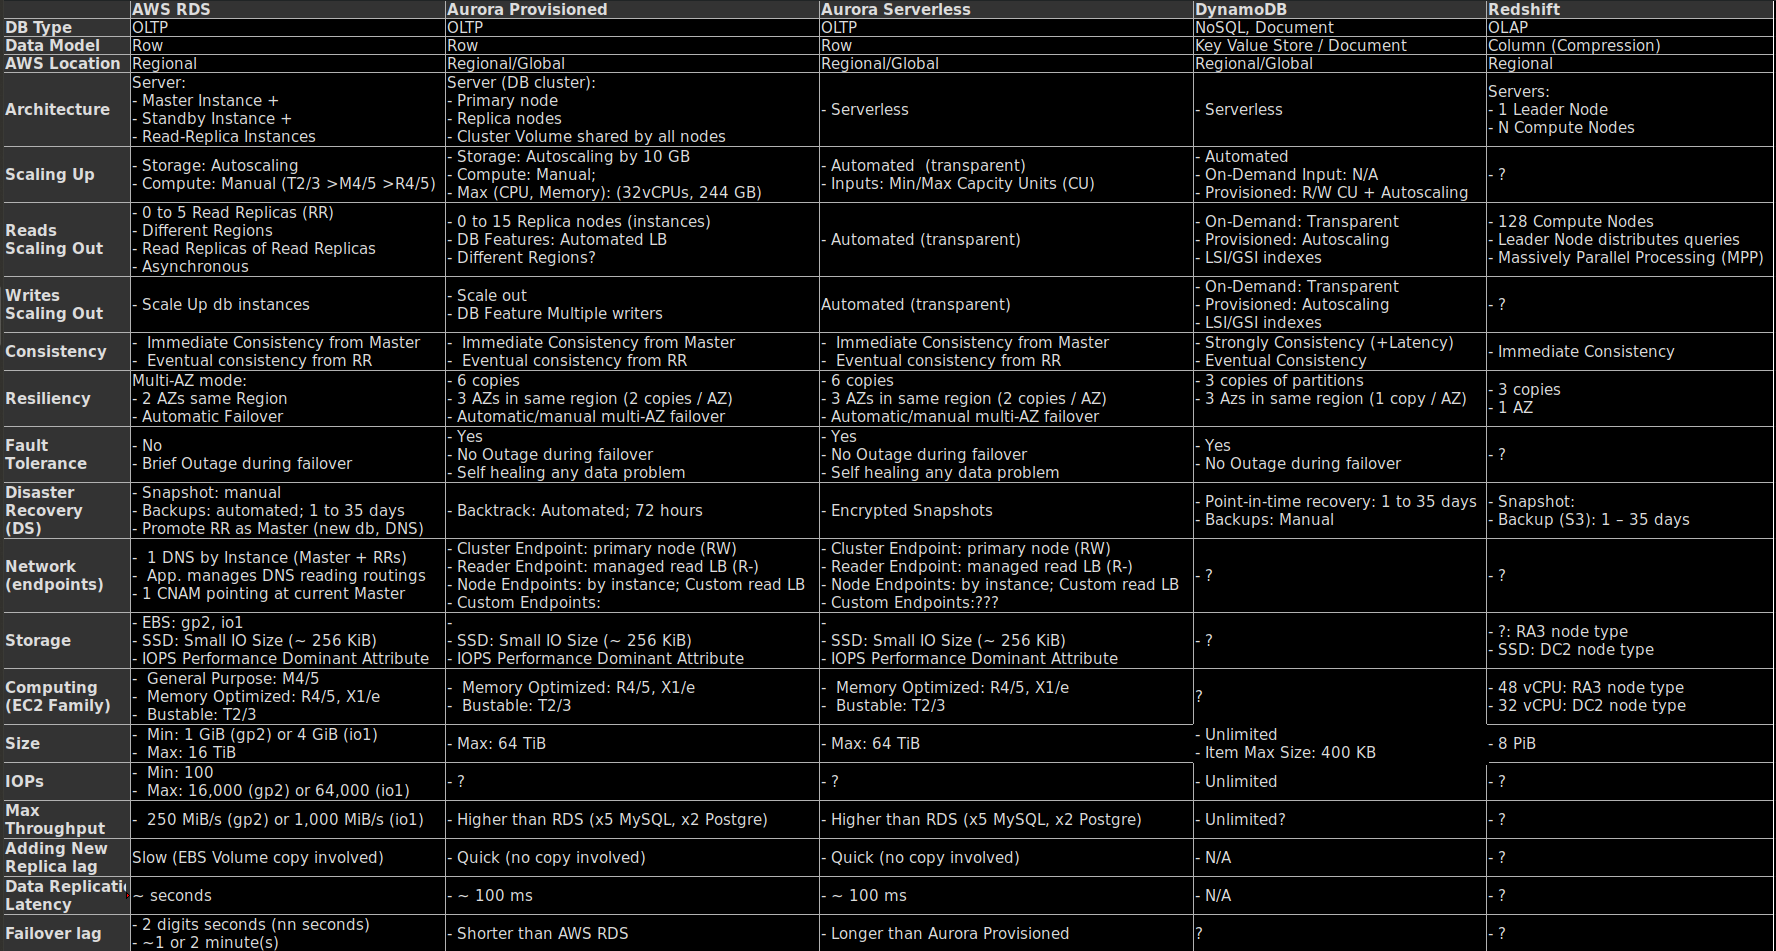 AWS RDS
Aurora Provisioned
Aurora Serverless
DynamoDB
Redshift
DB Type
OLTP
OLTP
OLTP
NoSQL, Document
OLAP
Data Model
Row
Row
Row
Key Value Store / Document
Column (Compression)
AWS Location
Regional
Regional/Global
Regional/Global
Regional/Global
Regional
Architecture
Server:
- Master Instance +
- Standby Instance +
- Read-Replica Instances
Server (DB cluster):
- Primary node
- Replica nodes
- Cluster Volume shared by all nodes
- Serverless
- Serverless
Servers:
- 1 Leader Node
- N Compute Nodes
Scaling Up
- Storage: Autoscaling
- Compute: Manual (T2/3 >M4/5 >R4/5)
- Storage: Autoscaling by 10 GB
- Compute: Manual;
- Max (CPU, Memory): (32vCPUs, 244 GB)
- Automated  (transparent)
- Inputs: Min/Max Capcity Units (CU)
- Automated
- On-Demand Input: N/A
- Provisioned: R/W CU + Autoscaling
- ?
Reads
Scaling Out
- 0 to 5 Read Replicas (RR)
- Different Regions
- Read Replicas of Read Replicas
- Asynchronous
- 0 to 15 Replica nodes (instances)
- DB Features: Automated LB
- Different Regions?
- Automated (transparent)
- On-Demand: Transparent
- Provisioned: Autoscaling
- LSI/GSI indexes
- 128 Compute Nodes
- Leader Node distributes queries
- Massively Parallel Processing (MPP)
Writes
Scaling Out
- Scale Up db instances
- Scale out
- DB Feature Multiple writers
Automated (transparent)
- On-Demand: Transparent
- Provisioned: Autoscaling
- LSI/GSI indexes
- ?
Consistency
-  Immediate Consistency from Master
-  Eventual consistency from RR
-  Immediate Consistency from Master
-  Eventual consistency from RR
-  Immediate Consistency from Master
-  Eventual consistency from RR
- Strongly Consistency (+Latency)
- Eventual Consistency
- Immediate Consistency
Resiliency
Multi-AZ mode:
- 2 AZs same Region
- Automatic Failover
- 6 copies
- 3 AZs in same region (2 copies / AZ)
- Automatic/manual multi-AZ failover
- 6 copies
- 3 AZs in same region (2 copies / AZ)
- Automatic/manual multi-AZ failover
- 3 copies of partitions
- 3 Azs in same region (1 copy / AZ)
- 3 copies
- 1 AZ
Fault
Tolerance
- No
- Brief Outage during failover
- Yes
- No Outage during failover
- Self healing any data problem
- Yes
- No Outage during failover
- Self healing any data problem
- Yes
- No Outage during failover
- ?
Disaster
Recovery
(DS)
- Snapshot: manual
- Backups: automated; 1 to 35 days
- Promote RR as Master (new db, DNS)
- Backtrack: Automated; 72 hours
- Encrypted Snapshots
- Point-in-time recovery: 1 to 35 days
- Backups: Manual
- Snapshot:
- Backup (S3): 1 – 35 days
Network
(endpoints)
-  1 DNS by Instance (Master + RRs)
-  App. manages DNS reading routings
- 1 CNAM pointing at current Master
- Cluster Endpoint: primary node (RW)
- Reader Endpoint: managed read LB (R-)
- Node Endpoints: by instance; Custom read LB
- Custom Endpoints:
- Cluster Endpoint: primary node (RW)
- Reader Endpoint: managed read LB (R-)
- Node Endpoints: by instance; Custom read LB
- Custom Endpoints:???
- ?
- ?
Storage
- EBS: gp2, io1
- SSD: Small IO Size (~ 256 KiB)
- IOPS Performance Dominant Attribute
-
- SSD: Small IO Size (~ 256 KiB)
- IOPS Performance Dominant Attribute
-
- SSD: Small IO Size (~ 256 KiB)
- IOPS Performance Dominant Attribute
- ?
- ?: RA3 node type
- SSD: DC2 node type
Computing
(EC2 Family)
-  General Purpose: M4/5
-  Memory Optimized: R4/5, X1/e
-  Bustable: T2/3
-  Memory Optimized: R4/5, X1/e
-  Bustable: T2/3
-  Memory Optimized: R4/5, X1/e
-  Bustable: T2/3
?
- 48 vCPU: RA3 node type
- 32 vCPU: DC2 node type
Size
-  Min: 1 GiB (gp2) or 4 GiB (io1)
-  Max: 16 TiB
- Max: 64 TiB
- Max: 64 TiB
- Unlimited
- Item Max Size: 400 KB
- 8 PiB
IOPs
-  Min: 100
-  Max: 16,000 (gp2) or 64,000 (io1)
- ?
- ?
- Unlimited
- ?
Max
Throughput
-  250 MiB/s (gp2) or 1,000 MiB/s (io1)
- Higher than RDS (x5 MySQL, x2 Postgre)
- Higher than RDS (x5 MySQL, x2 Postgre)
- Unlimited?
- ?
Adding New
Replica lag
Slow (EBS Volume copy involved)
- Quick (no copy involved)
- Quick (no copy involved)
- N/A
- ?
Data Replicati
Latency
~ seconds
- ~ 100 ms
- ~ 100 ms
- N/A
- ?
Failover lag
- 2 digits seconds (nn seconds)
- ~1 or 2 minute(s)
- Shorter than AWS RDS
- Longer than Aurora Provisioned
?
- ?